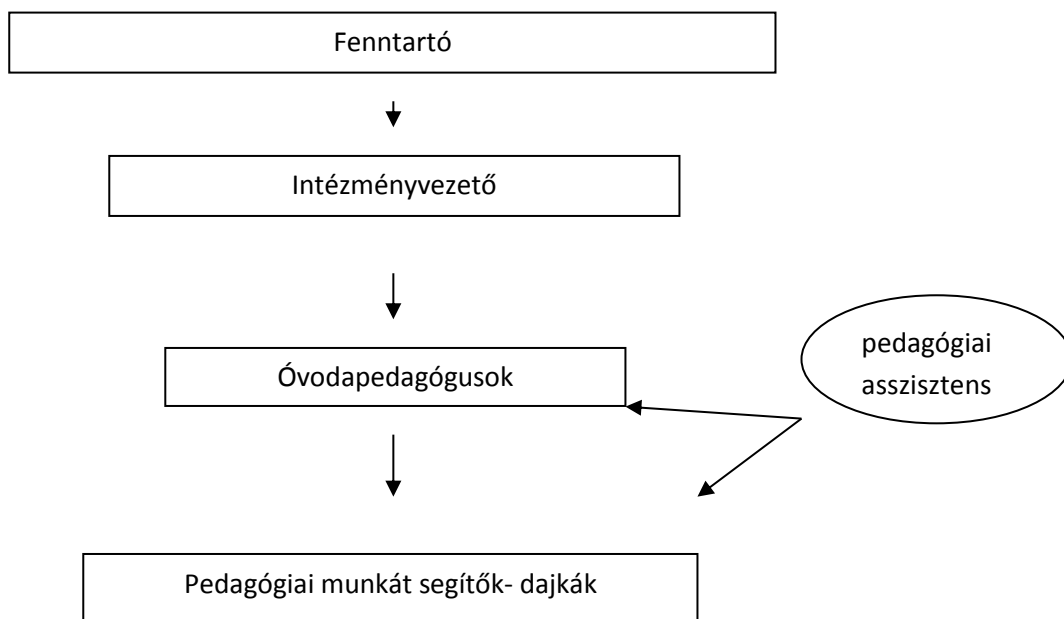 Fenntartó
Intézményvezető
Óvodapedagógusok
pedagógiai
asszisztens
Pedagógiai munkát segítők- dajkák